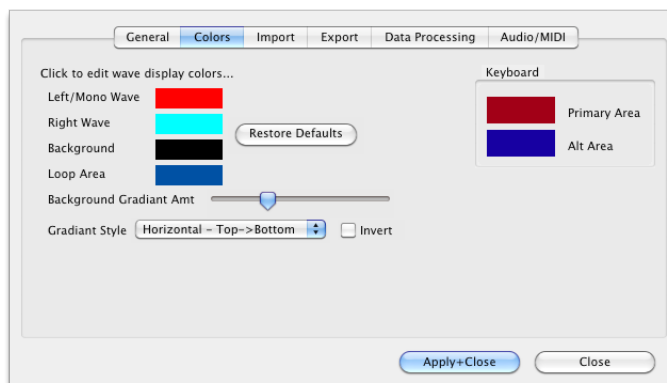 General Colors Import Export Data Processing Audio/MIDI
Click to edit wave display colors...
Left/Mono Wave
Right Wave
Background
Loop Area
Restore Defaults
Background Gradiant Amt
Gradiant Style Horizontal - Top->Bottom Invert
Keyboard
Primary Area
Alt Area
Apply+Close Close